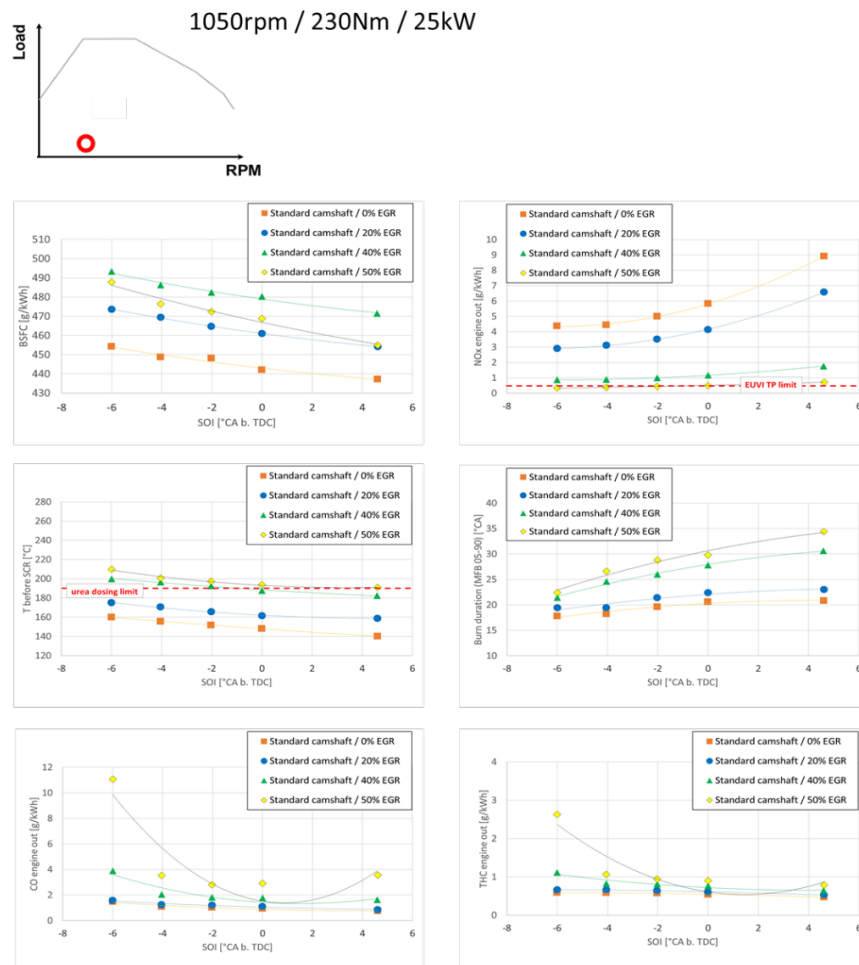 1050rpm / 230Nm / 25kW
Load
RPM
Standard camshaft / 0% EGR
Standard camshaft / 20% EGR
Standard camshaft / 40% EGR
Standard camshaft / 50% EGR
BSFC [g/kWh]
510
500
490
480
470
460
450
440
430
-8 -6 -4 -2 0 2 4 6
SOI [°CA b. TDC]
Standard camshaft / 0% EGR
Standard camshaft / 20% EGR
Standard camshaft / 40% EGR
Standard camshaft / 50% EGR
NOx engine out [g/kWh]
10
9
8
7
6
5
4
3
2
1
0
EUVI TP limit
-8 -6 -4 -2 0 2 4 6
SOI [°CA b. TDC]
Standard camshaft / 0% EGR
Standard camshaft / 20% EGR
Standard camshaft / 40% EGR
Standard camshaft / 50% EGR
T before SCR [°C]
280
260
240
220
200
180
160
140
120
urea dosing limit
-8 -6 -4 -2 0 2 4 6
SOI [°CA b. TDC]
Standard camshaft / 0% EGR
Standard camshaft / 20% EGR
Standard camshaft / 40% EGR
Standard camshaft / 50% EGR
Burn duration (MFB 05-90) [°CA]
45
40
35
30
25
20
15
10
-8 -6 -4 -2 0 2 4 6
SOI [°CA b. TDC]
Standard camshaft / 0% EGR
Standard camshaft / 20% EGR
Standard camshaft / 40% EGR
Standard camshaft / 50% EGR
CO engine out [g/kWh]
12
10
8
6
4
2
0
-8 -6 -4 -2 0 2 4 6
SOI [°CA b. TDC]
Standard camshaft / 0% EGR
Standard camshaft / 20% EGR
Standard camshaft / 40% EGR
Standard camshaft / 50% EGR
THC engine out [g/kWh]
4
3
2
1
0
-8 -6 -4 -2 0 2 4 6
SOI [°CA b. TDC]